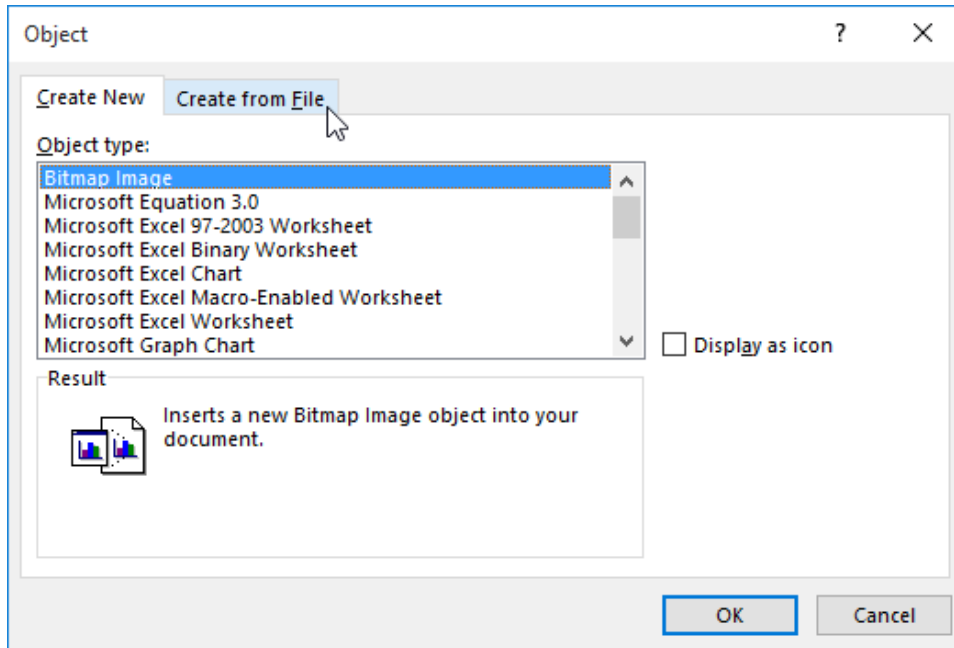 Object
?
Create New
Create from File
Object type:
Bitmap Image
Microsoft Equation 3.0
Microsoft Excel 97-2003 Worksheet
Microsoft Excel Binary Worksheet
Microsoft Excel Chart
Microsoft Excel Macro-Enabled Worksheet
Microsoft Excel Worksheet
Microsoft Graph Chart
Display as icon
Result
Inserts a new Bitmap Image object into your
document.
OK
Cancel